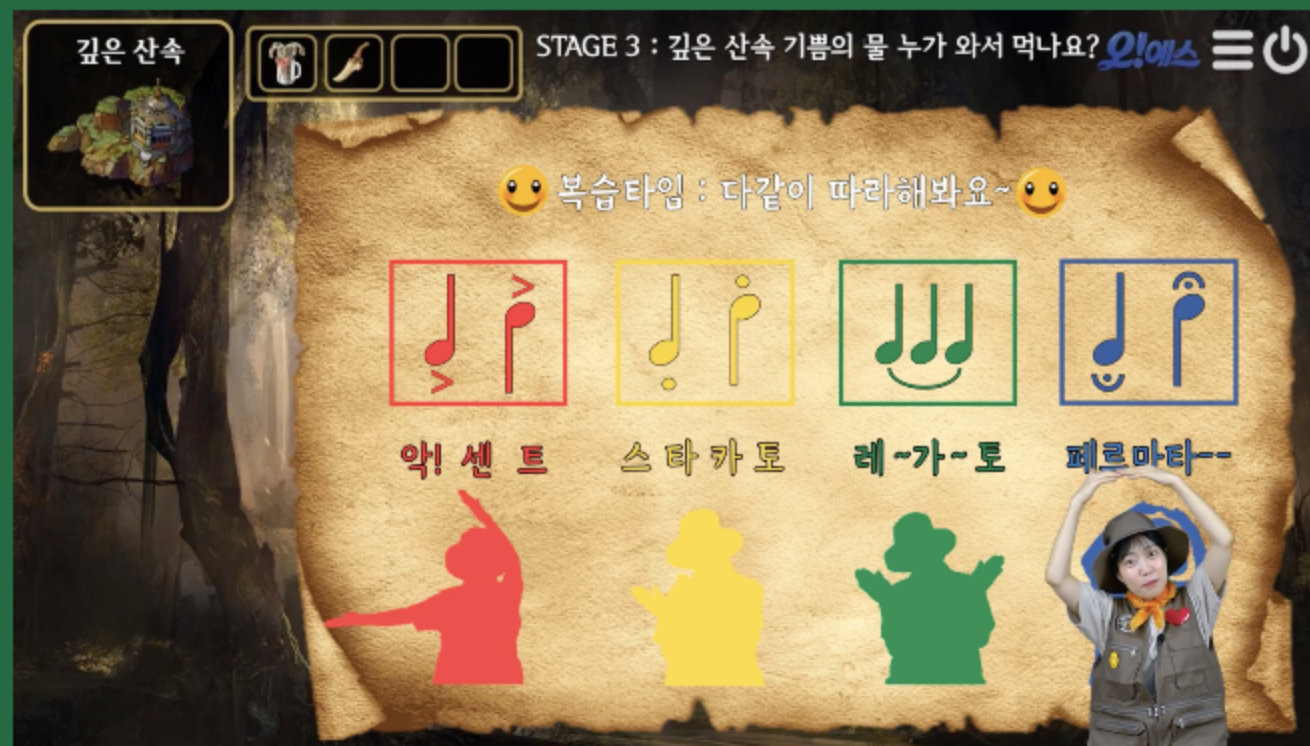 깊은 산속
STAGE 3 : 깊은 산속 기쁨의 물 누가 와서 먹나요?
오!예스
복습타임 : 다같이 따라해봐요~
악! 센 트
스 타 카 토
레 ~ 가 ~ 토
페르마타--